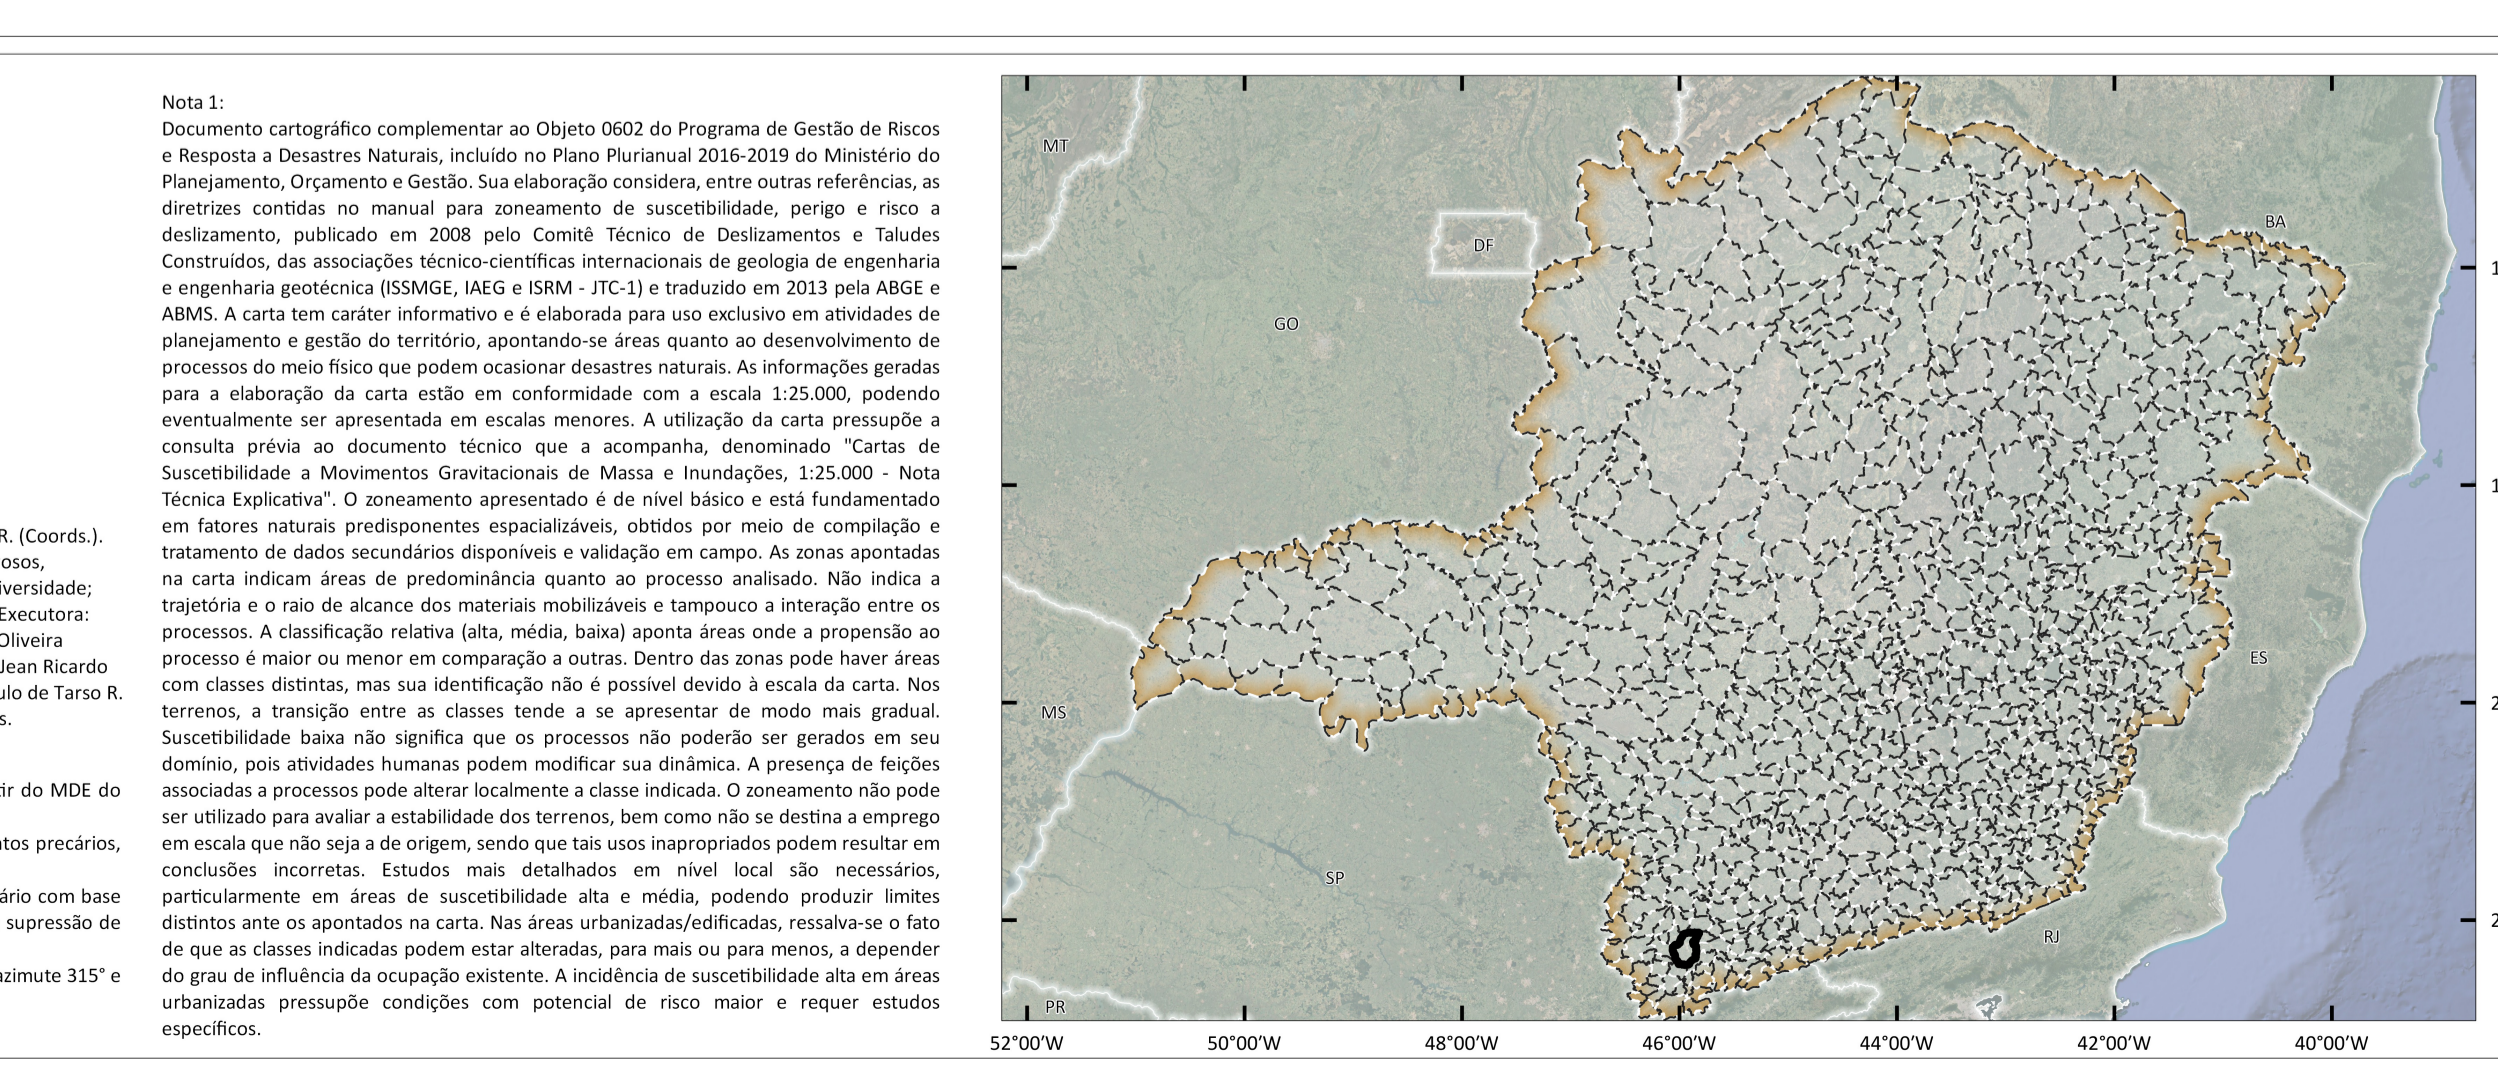 R. (Coords.).
osos,
iversidade;
Executora:
Oliveira
Jean Ricardo
ulo de Tarso R.
s.
tir do MDE do
ntos precários,
ário com base
supressão de
azimute 315° e
Nota 1:
Documento cartográfico complementar ao Objeto 0602 do Programa de Gestão de Riscos
e Resposta a Desastres Naturais, incluído no Plano Plurianual 2016-2019 do Ministério do
Planejamento, Orçamento e Gestão. Sua elaboração considera, entre outras referências, as
diretrizes contidas no manual para zoneamento de suscetibilidade, perigo e risco a
deslizamento, publicado em 2008 pelo Comitê Técnico de Deslizamentos e Taludes
Construídos, das associações técnico-científicas internacionais de geologia de engenharia
e engenharia geotécnica (ISSMGE, IAEG e ISRM - JTC-1) e traduzido em 2013 pela ABGE e
ABMS. A carta tem caráter informativo e é elaborada para uso exclusivo em atividades de
planejamento e gestão do território, apontando-se áreas quanto ao desenvolvimento de
processos do meio físico que podem ocasionar desastres naturais. As informações geradas
para a elaboração da carta estão em conformidade com a escala 1:25.000, podendo
eventualmente ser apresentada em escalas menores. A utilização da carta pressupõe a
consulta prévia ao documento técnico que a acompanha, denominado "Cartas de
Suscetibilidade a Movimentos Gravitacionais de Massa e Inundações, 1:25.000 - Nota
Técnica Explicativa". O zoneamento apresentado é de nível básico e está fundamentado
em fatores naturais predisponentes espacializáveis, obtidos por meio de compilação e
tratamento de dados secundários disponíveis e validação em campo. As zonas apontadas
na carta indicam áreas de predominância quanto ao processo analisado. Não indica a
trajetória e o raio de alcance dos materiais mobilizáveis e tampouco a interação entre os
processos. A classificação relativa (alta, média, baixa) aponta áreas onde a propensão ao
processo é maior ou menor em comparação a outras. Dentro das zonas pode haver áreas
com classes distintas, mas sua identificação não é possível devido à escala da carta. Nos
terrenos, a transição entre as classes tende a se apresentar de modo mais gradual.
Suscetibilidade baixa não significa que os processos não poderão ser gerados em seu
domínio, pois atividades humanas podem modificar sua dinâmica. A presença de feições
associadas a processos pode alterar localmente a classe indicada. O zoneamento não pode
ser utilizado para avaliar a estabilidade dos terrenos, bem como não se destina a emprego
em escala que não seja a de origem, sendo que tais usos inapropriados podem resultar em
conclusões incorretas. Estudos mais detalhados em nível local são necessários,
particularmente em áreas de suscetibilidade alta e média, podendo produzir limites
distintos ante os apontados na carta. Nas áreas urbanizadas/edificadas, ressalva-se o fato
de que as classes indicadas podem estar alteradas, para mais ou para menos, a depender
do grau de influência da ocupação existente. A incidência de suscetibilidade alta em áreas
urbanizadas pressupõe condições com potencial de risco maior e requer estudos
específicos.
MT
DF
BA
GO
MS
ES
SP
RJ
PR
1
1
2
2
52°00'W 50°00'W 48°00'W 46°00'W 44°00'W 42°00'W 40°00'W